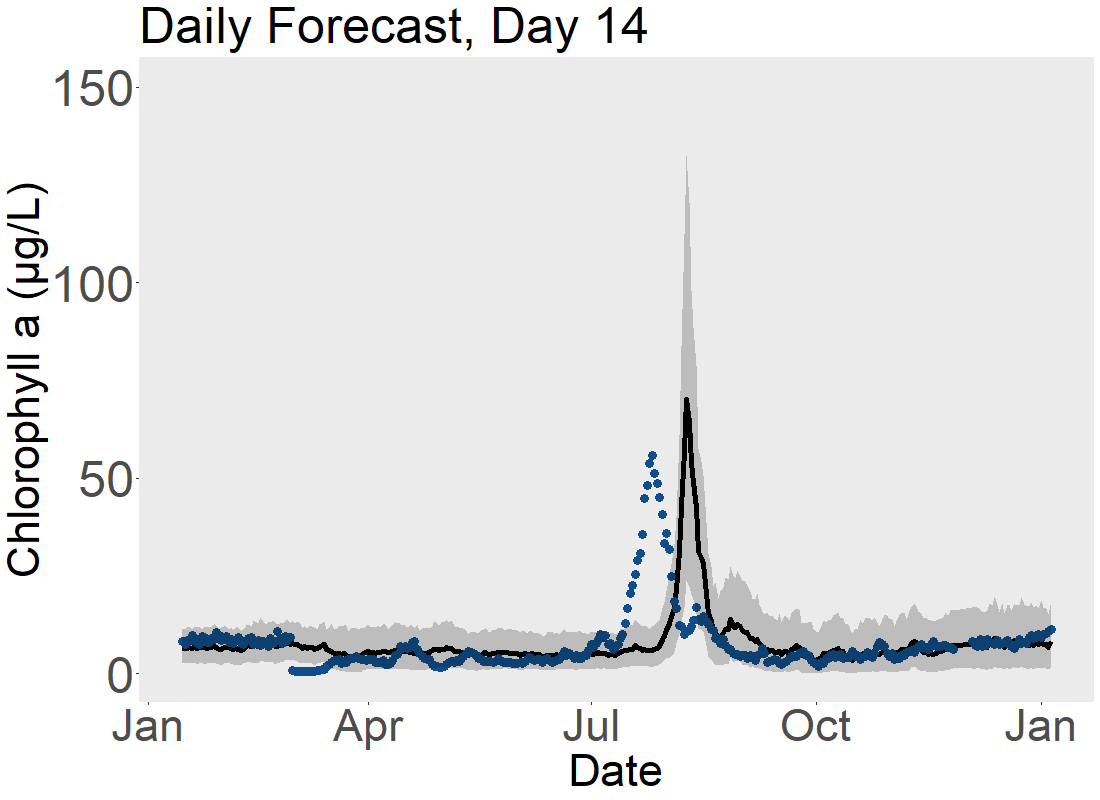 Daily Forecast, Day 14
Chlorophyll a (µg/L)
150
100
50
0
Jan Apr Jul Oct Jan
Date